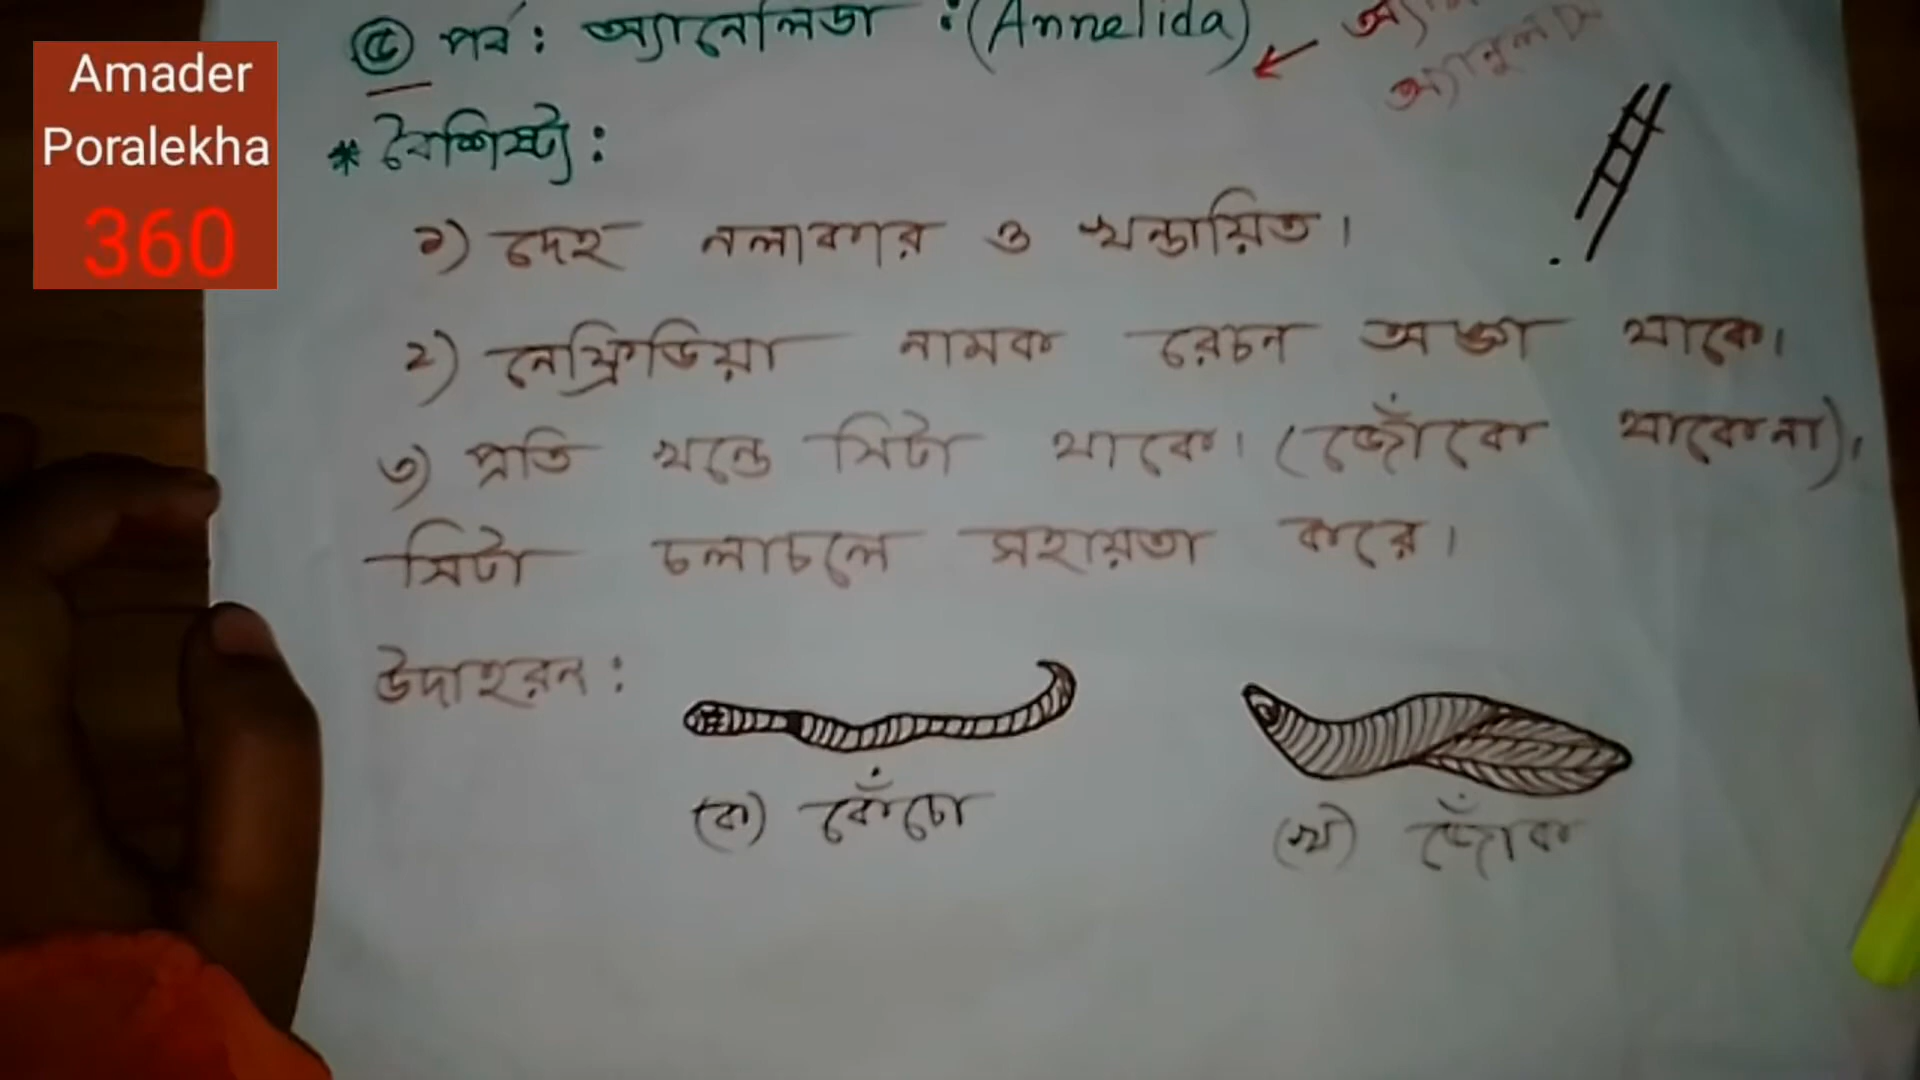 Amader
Poralekha
360
৫ পর্ব: অ্যানেলিডা :(Annelida)
* বৈশিষ্ট্য:
১) দেহ নলাকার ও খন্ডায়িত।
২) নেফ্রিডিয়া নামক রেচন অঙ্গ থাকে।
৩) প্রতি খন্ডে সিটা থাকে। (জোঁকে থাকেনা)।
সিটা চলাচলে সহায়তা করে।
উদাহরন:
(ক) কেঁচো
(খ) জোঁক